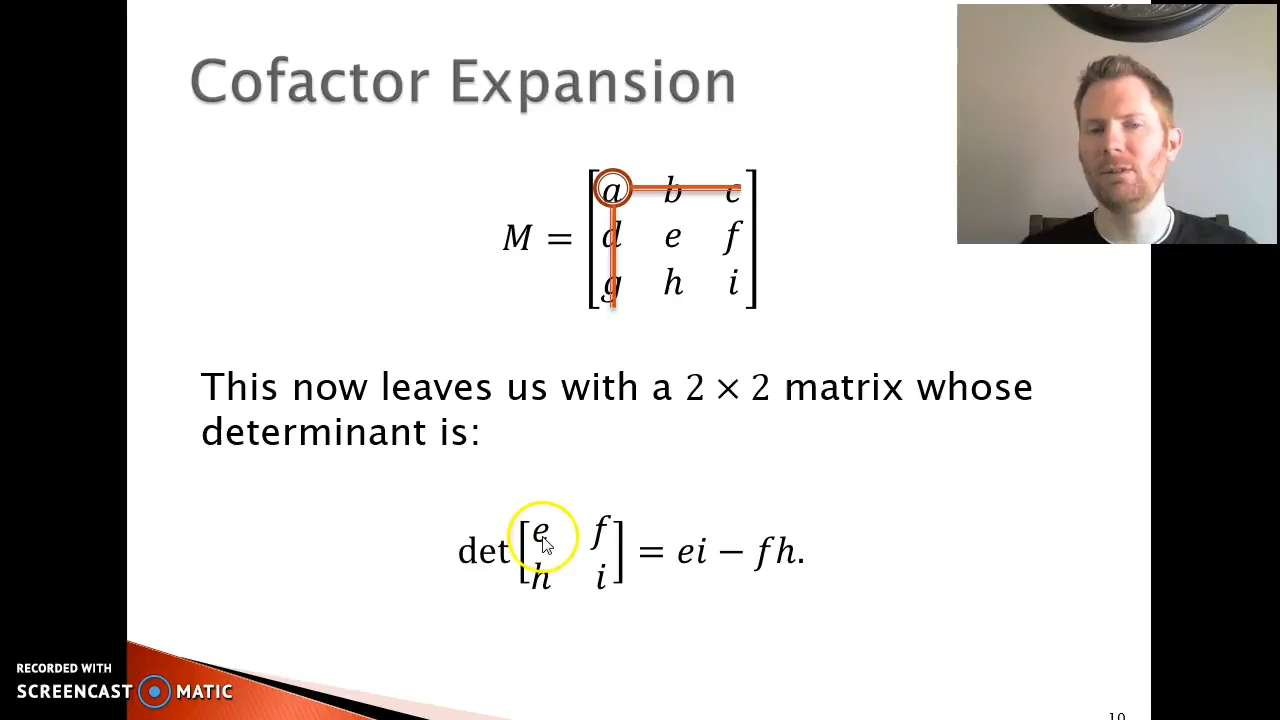 Cofactor Expansion
M = [a b c
d e f
g h i]
This now leaves us with a 2 × 2 matrix whose
determinant is:
det [e f
h i] = ei − fh.
RECORDED WITH
SCREENCAST MATIC
10